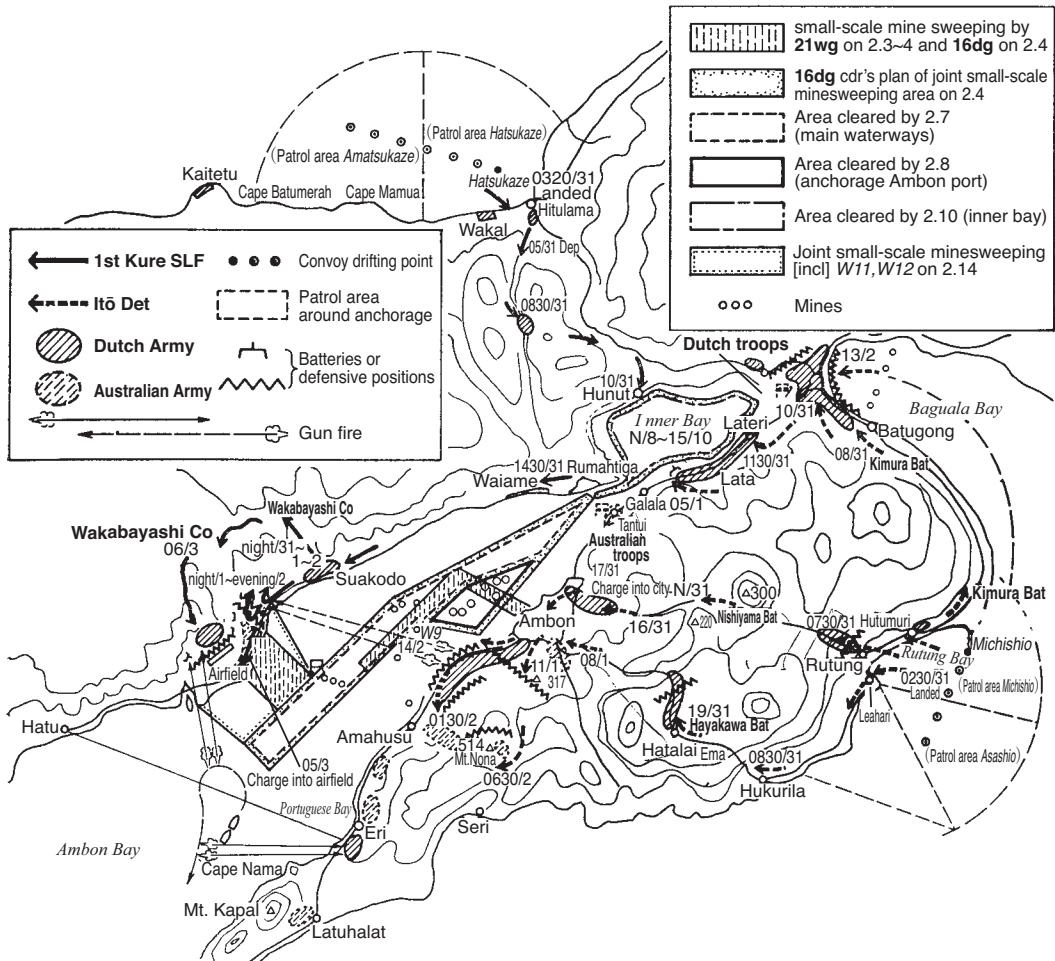 small-scale mine sweeping by
21wg on 2.3~4 and 16dg on 2.4
16dg cdr's plan of joint small-scale
minesweeping area on 2.4
Area cleared by 2.7
(main waterways)
Area cleared by 2.8
(anchorage Ambon port)
Area cleared by 2.10 (inner bay)
Joint small-scale minesweeping
[incl] W11,W12 on 2.14
Mines
1st Kure SLF
Convoy drifting point
Itō Det
Patrol area
around anchorage
Dutch Army
Batteries or
defensive positions
Australian Army
Gun fire
(Patrol area Hatsukaze)
(Patrol area Amatsukaze)
Kaitetu
Cape Batumerah
Cape Mamua
Hatsukaze
0320/31
Landed
Hitulama
Wakal
05/31 Dep
0830/31
Dutch troops
13/2
10/31
Hunut
Inner Bay
N/8~15/10
Lateri
10/31
Baguala Bay
Batugong
08/31
Kimura Bat
1130/31
1430/31
Rumahtiga
Waiame
Lata
Galala
05/1
Tantui
Australian
troops
Wakabayashi Co
Wakabayashi Co
06/3
night/31~
1~2
Suakodo
night/1~evening/2
17/31
Charge into city
N/31
300
Kimura Bat
Nishiyama Bat
0730/31
Hutumuri
Ambon
16/31
220
W9
14/2
Michishio
Rutung
Rutung Bay
08/1
11/1
317
0230/31
Landed
(Patrol area Michishio)
Airfield
Leahari
19/31
Hayakawa Bat
Hatu
0130/2
Amahusu
514
Mt.Nona
Hatalai
Ema
(Patrol area Asashio)
0630/2
0830/31
05/3
Charge into airfield
Hukurila
Portuguese Bay
Seri
Eri
Ambon Bay
Cape Nama
Mt. Kapal
Latuhalat